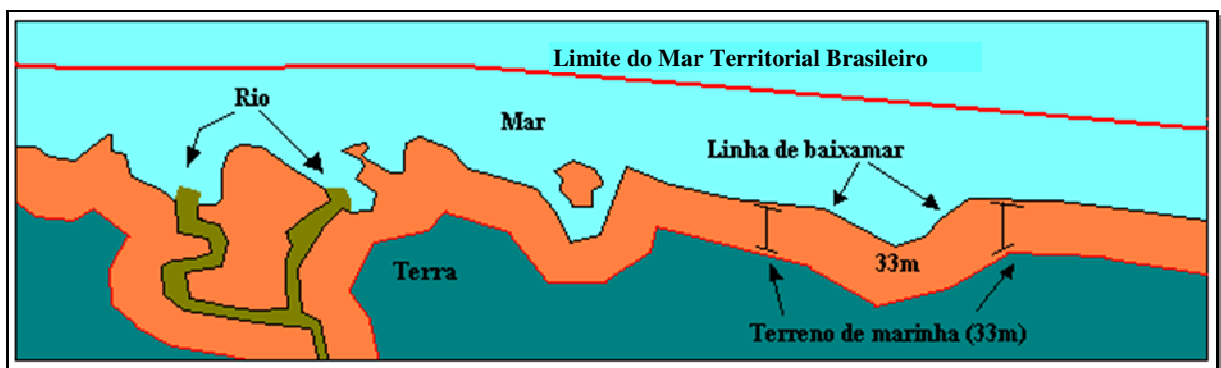 Limite do Mar Territorial Brasileiro
Rio
Mar
Linha de baixamar
33m
Terra
Terreno de marinha (33m)